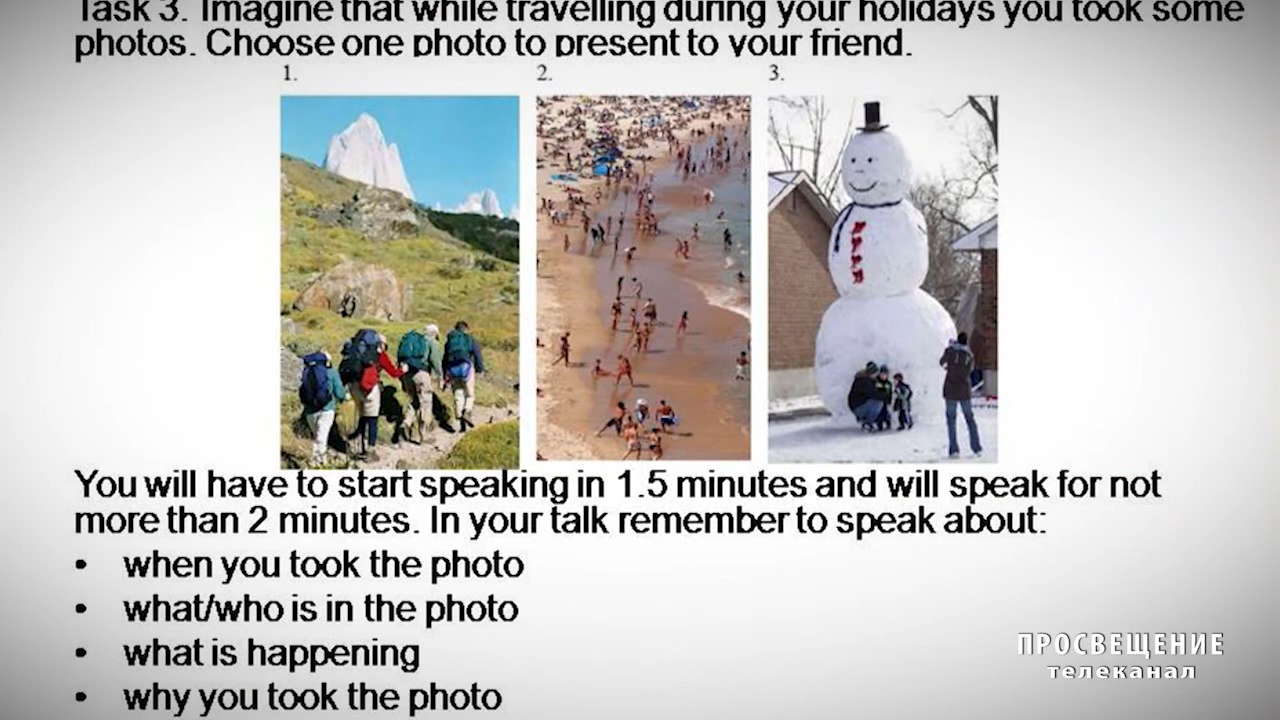 Task 3. Imagine that while travelling during your holidays you took some
photos. Choose one photo to present to your friend.
1. 2. 3.
You will have to start speaking in 1.5 minutes and will speak for not
more than 2 minutes. In your talk remember to speak about:
• when you took the photo
• what/who is in the photo
• what is happening
• why you took the photo
ПРОСВЕЩЕНИЕ
телеканал